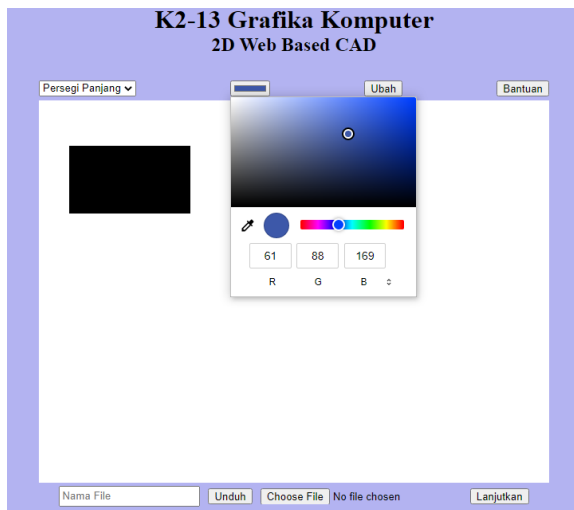 K2-13 Grafika Komputer
2D Web Based CAD
Persegi Panjang Ubah Bantuan
61 88 169
R G B
Nama File Unduh Choose File No file chosen Lanjutkan